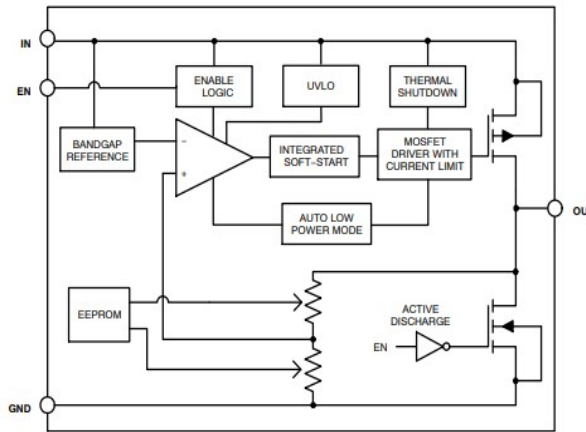 IN
EN
ENABLE
LOGIC
UVLO
THERMAL
SHUTDOWN
BANDGAP
REFERENCE
−
+
INTEGRATED
SOFT−START
MOSFET
DRIVER WITH
CURRENT LIMIT
AUTO LOW
POWER MODE
OU
EEPROM
ACTIVE
DISCHARGE
EN
GND